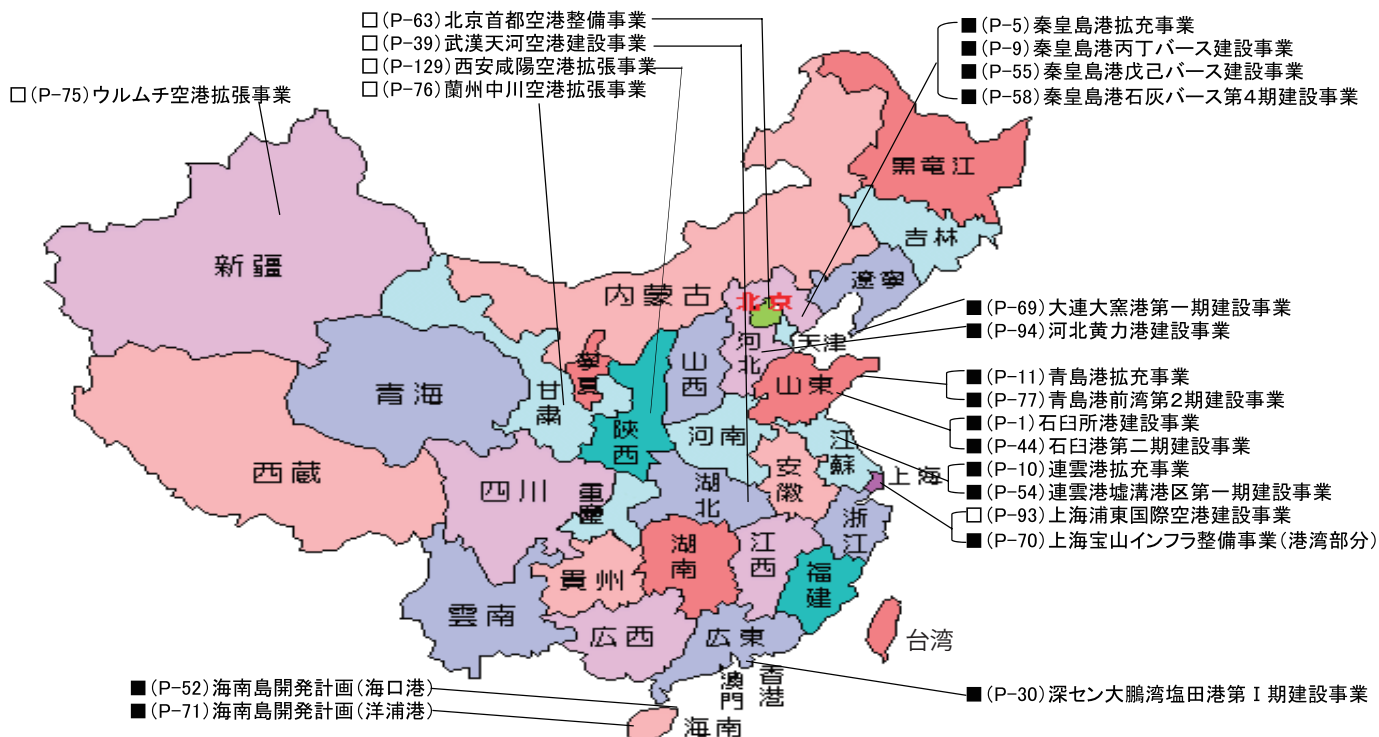 □(P-63)北京首都空港整備事業
□(P-39)武漢天河空港建設事業
□(P-129)西安咸陽空港拡張事業
□(P-76)蘭州中川空港拡張事業
□(P-75)ウルムチ空港拡張事業
■(P-5)秦皇島港拡充事業
■(P-9)秦皇島港丙丁バース建設事業
■(P-55)秦皇島港戊己バース建設事業
■(P-58)秦皇島港石灰バース第4期建設事業
黒竜江
吉林
遼寧
新疆
内蒙古
北京
天津
河北
山西
寧夏
甘粛
青海
陝西
山東
河南
江蘇
西蔵
四川
重慶
湖北
安徽
上海
浙江
湖南
江西
福建
貴州
雲南
広西
広東
台湾
香港
澳門
海南
■(P-69)大連大窯港第一期建設事業
■(P-94)河北黄力港建設事業
■(P-11)青島港拡充事業
■(P-77)青島港前湾第2期建設事業
■(P-1)石臼所港建設事業
■(P-44)石臼港第二期建設事業
■(P-10)連雲港拡充事業
■(P-54)連雲港墟溝港区第一期建設事業
□(P-93)上海浦東国際空港建設事業
■(P-70)上海宝山インフラ整備事業(港湾部分)
■(P-30)深セン大鵬湾塩田港第Ⅰ期建設事業
■(P-52)海南島開発計画(海口港)
■(P-71)海南島開発計画(洋浦港)